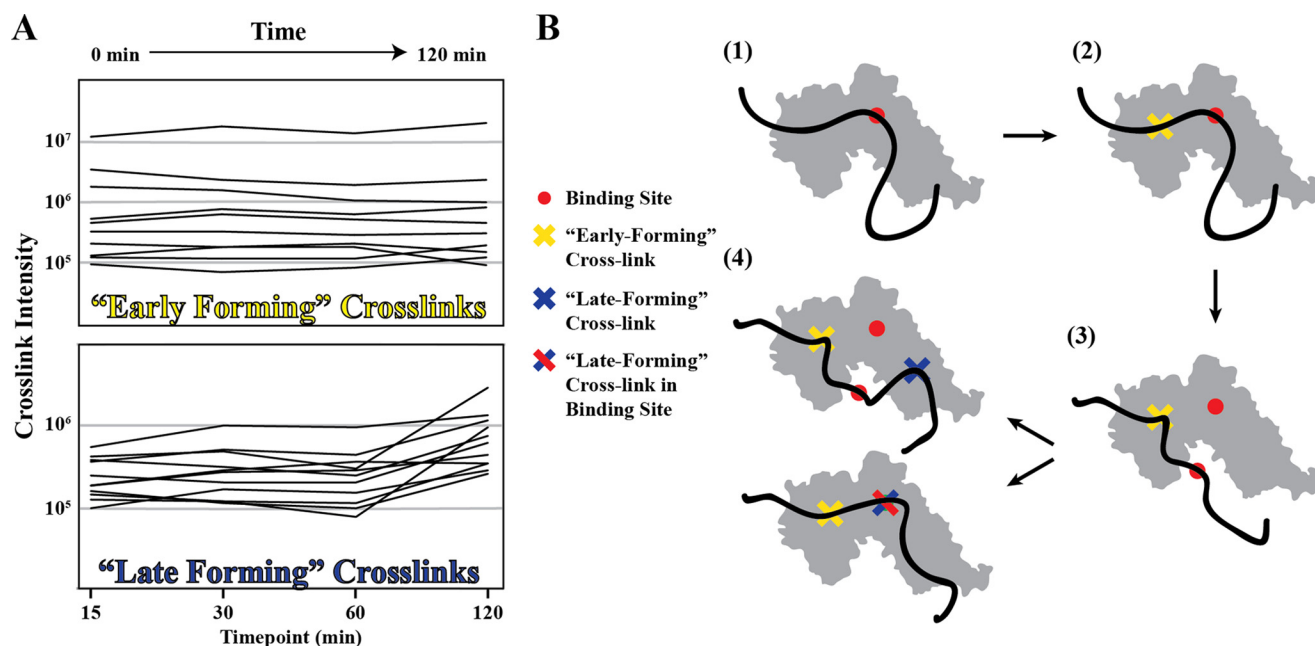 A
Time
0 min
120 min
10⁷
10⁶
10⁵
"Early Forming" Crosslinks
Crosslink Intensity
10⁶
10⁵
"Late Forming" Crosslinks
15
30
60
120
Timepoint (min)
B
(1)
(2)
Binding Site
"Early-Forming"
Cross-link
"Late-Forming"
Cross-link
"Late-Forming"
Cross-link in
Binding Site
(4)
(3)